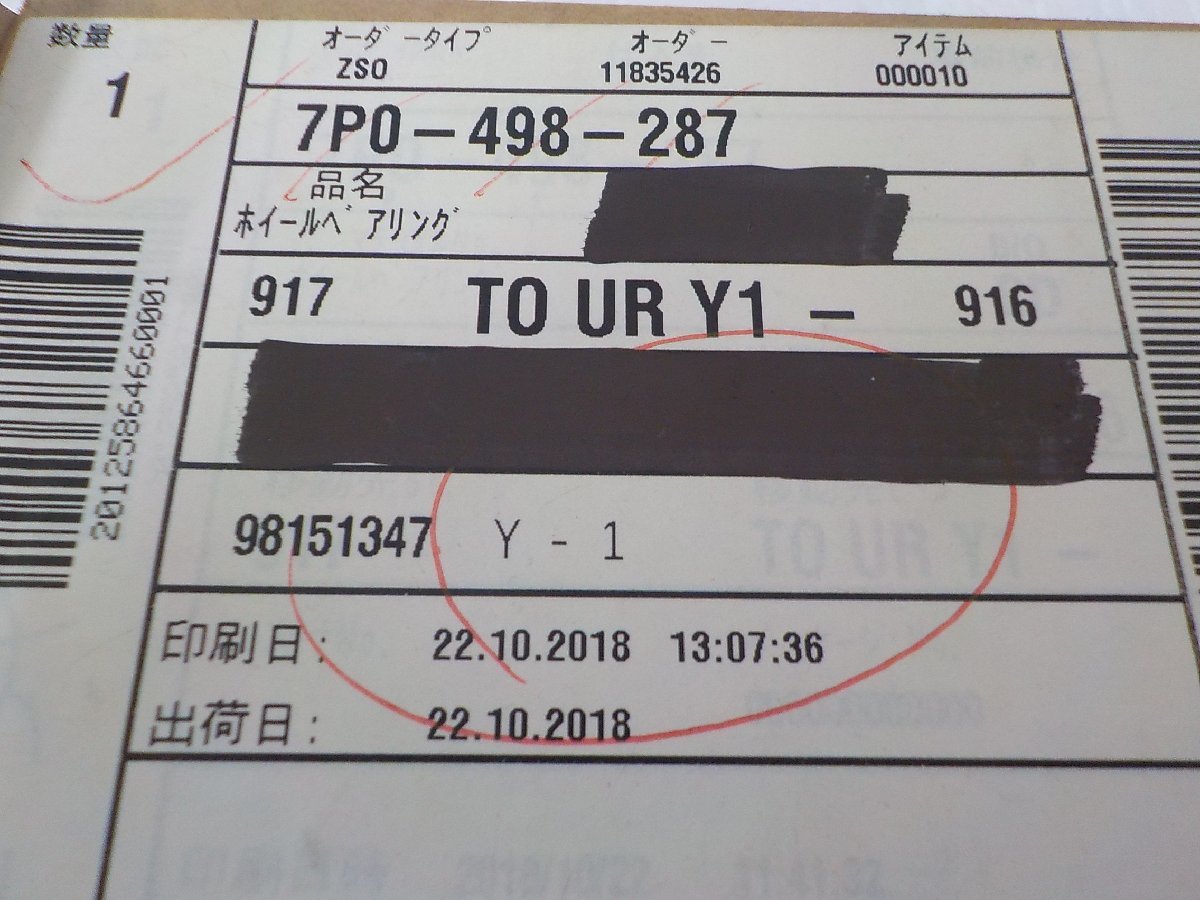 数量
1
オーダータイプ オーダー アイテム
ZSO 11835426 000010
7P0-498-287
品名
ホイールベアリング
917 TO UR Y1 - 916
98151347 Y - 1
印刷日: 22.10.2018 13:07:36
出荷日: 22.10.2018
201258646600001